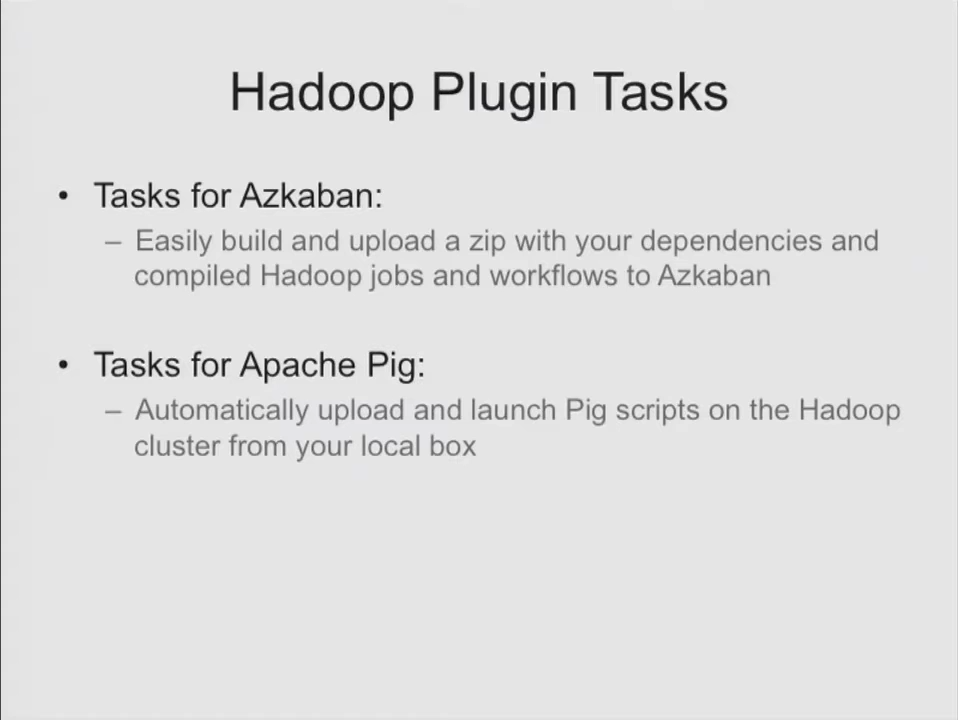 Hadoop Plugin Tasks
• Tasks for Azkaban:
– Easily build and upload a zip with your dependencies and
compiled Hadoop jobs and workflows to Azkaban
• Tasks for Apache Pig:
– Automatically upload and launch Pig scripts on the Hadoop
cluster from your local box